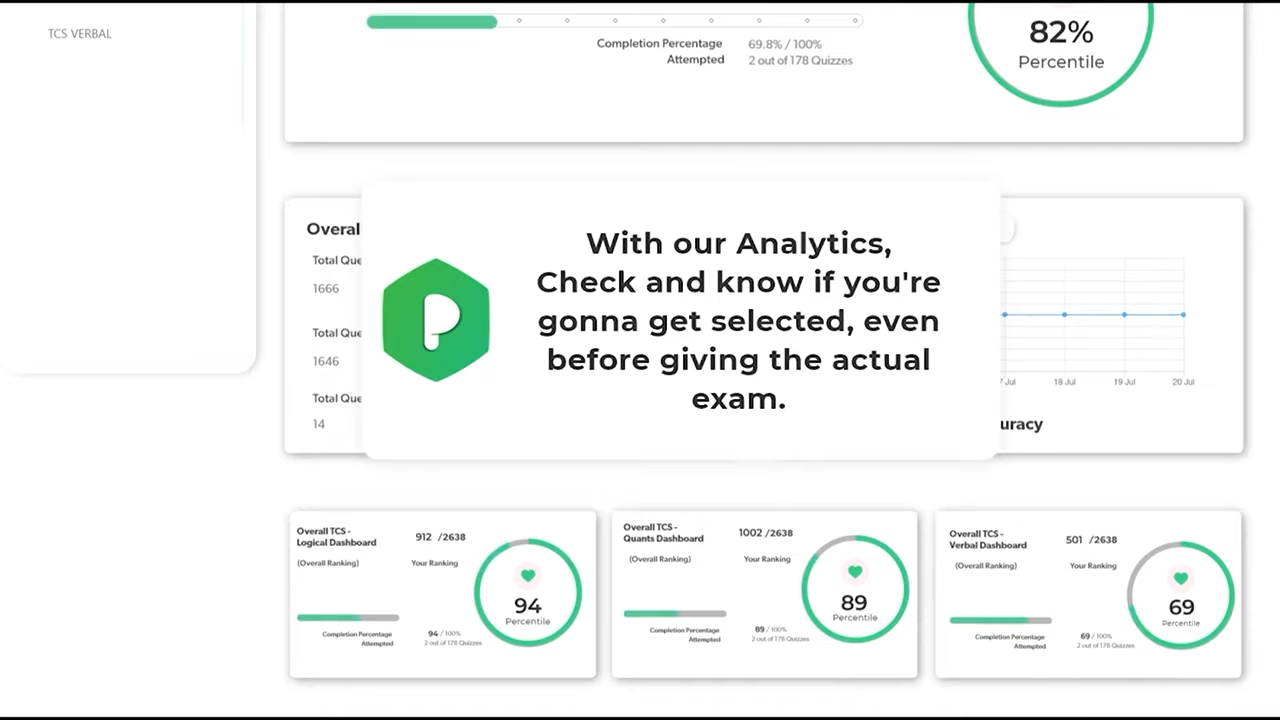 TCS VERBAL
82%
Percentile
Completion Percentage 69.8% / 100%
Attempted 2 out of 178 Quizzes
With our Analytics,
Check and know if you're
gonna get selected, even
before giving the actual
exam.
Overal
Total Que
1666
Total Que
1646
Total Que
14
7 Jul 18 Jul 19 Jul 20 Jul
uracy
Overall TCS -
Logical Dashboard
912 /2638
(Overall Ranking) Your Ranking
94
Percentile
Completion Percentage 94 / 100%
Attempted 2 out of 178 Quizzes
Overall TCS -
Quants Dashboard
1002 /2638
(Overall Ranking) Your Ranking
89
Percentile
Completion Percentage 89 / 100%
Attempted 2 out of 178 Quizzes
Overall TCS -
Verbal Dashboard
501 /2638
(Overall Ranking) Your Ranking
69
Percentile
Completion Percentage 69 / 100%
Attempted 2 out of 178 Quizzes